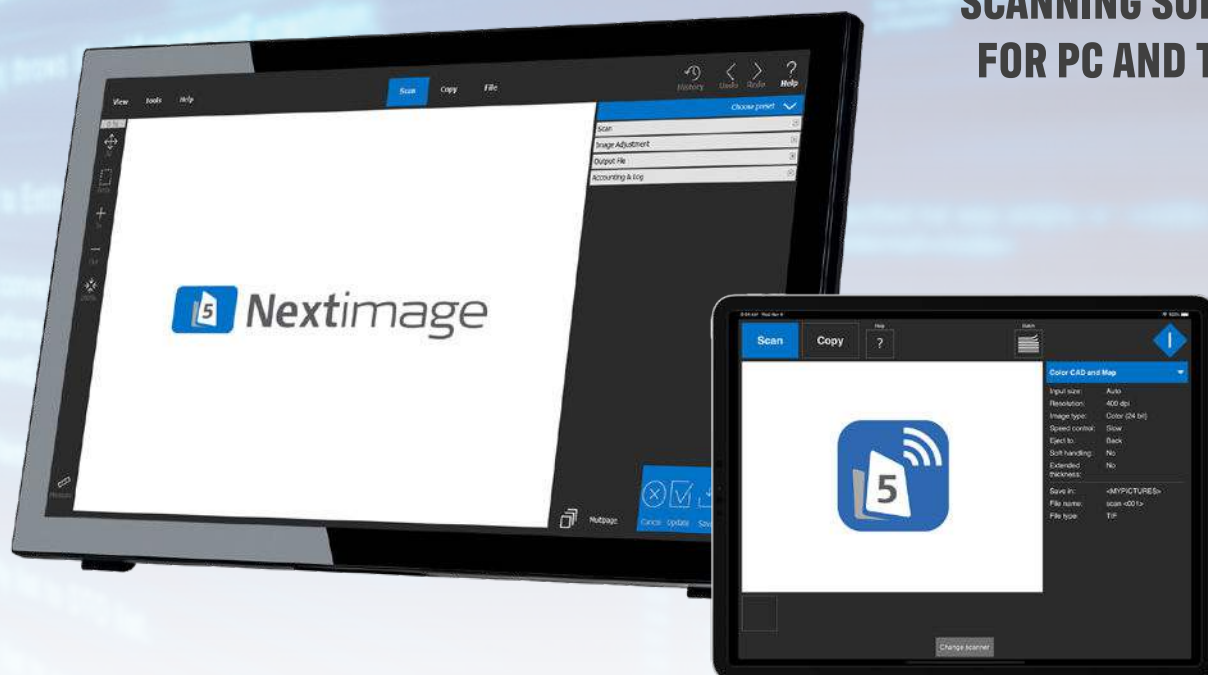 SCANNING
FOR PC AND
View Tools Help
Scan Copy File
History Undo Redo Help
Choose preset
Scan
Image Adjustment
Output File
Accounting & Log
5 Nextimage
Multipage
Cancel Update
Scan Copy Help
?
Color CAD and Map
Input size: Auto
Resolution: 400 dpi
Image type: Color (24 bit)
Speed control: Slow
Eject to: Back
Soft handling: No
Extended No
thickness:
Save in: <MYPICTURES>
File name: scan <001>
File type: TIF
5
Change scanner